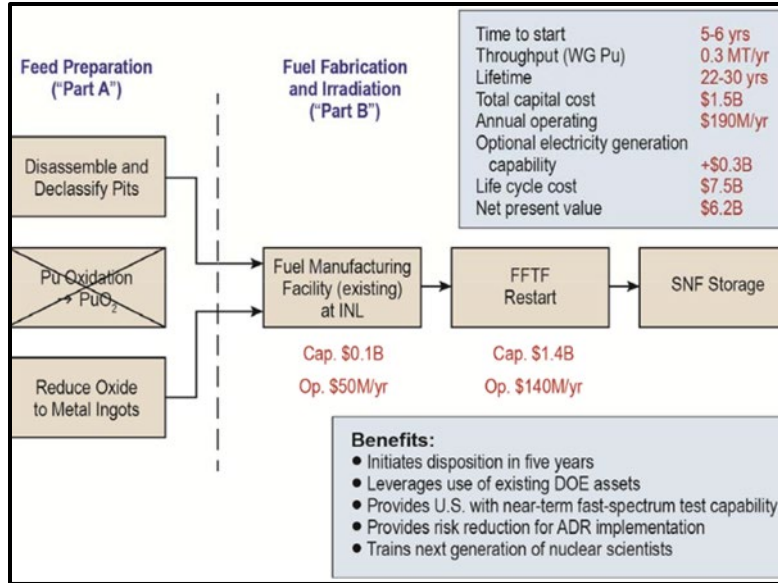 Feed Preparation
("Part A")
Disassemble and
Declassify Pits
Pu Oxidation
→ PuO2
Reduce Oxide
to Metal Ingots
Fuel Fabrication
and Irradiation
("Part B")
Fuel Manufacturing
Facility (existing)
at INL
Cap. $0.1B
Op. $50M/yr
FFTF
Restart
Cap. $1.4B
Op. $140M/yr
SNF Storage
Time to start 5-6 yrs
Throughput (WG Pu) 0.3 MT/yr
Lifetime 22-30 yrs
Total capital cost $1.5B
Annual operating $190M/yr
Optional electricity generation
capability +$0.3B
Life cycle cost $7.5B
Net present value $6.2B
Benefits:
● Initiates disposition in five years
● Leverages use of existing DOE assets
● Provides U.S. with near-term fast-spectrum test capability
● Provides risk reduction for ADR implementation
● Trains next generation of nuclear scientists